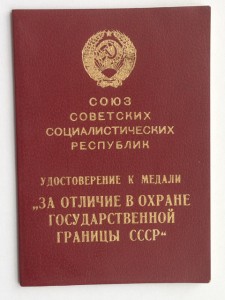 СОЮЗ
СОВЕТСКИХ
СОЦИАЛИСТИЧЕСКИХ
РЕСПУБЛИК
УДОСТОВЕРЕНИЕ К МЕДАЛИ
„ЗА ОТЛИЧИЕ В ОХРАНЕ
ГОСУДАРСТВЕННОЙ
ГРАНИЦЫ СССР“